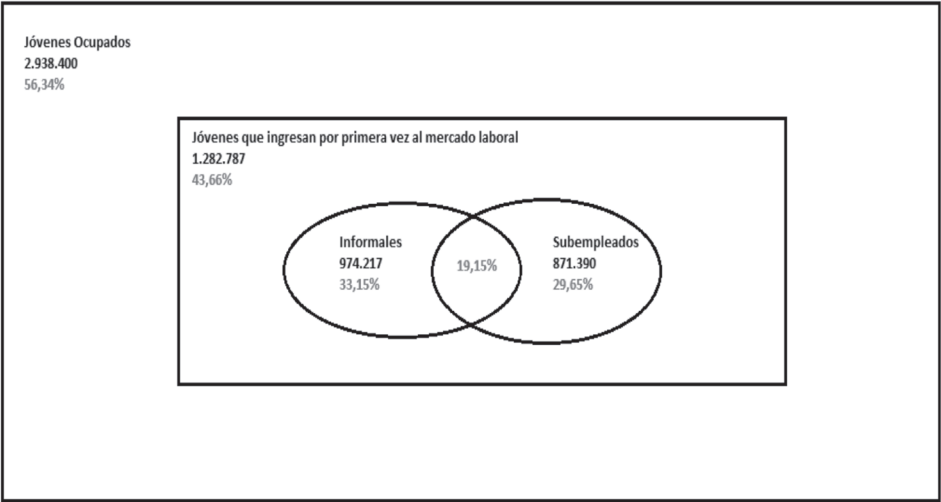 Jóvenes Ocupados
2.938.400
56,34%
Jóvenes que ingresan por primera vez al mercado laboral
1.282.787
43,66%
Informales
974.217
33,15%
19,15%
Subempleados
871.390
29,65%